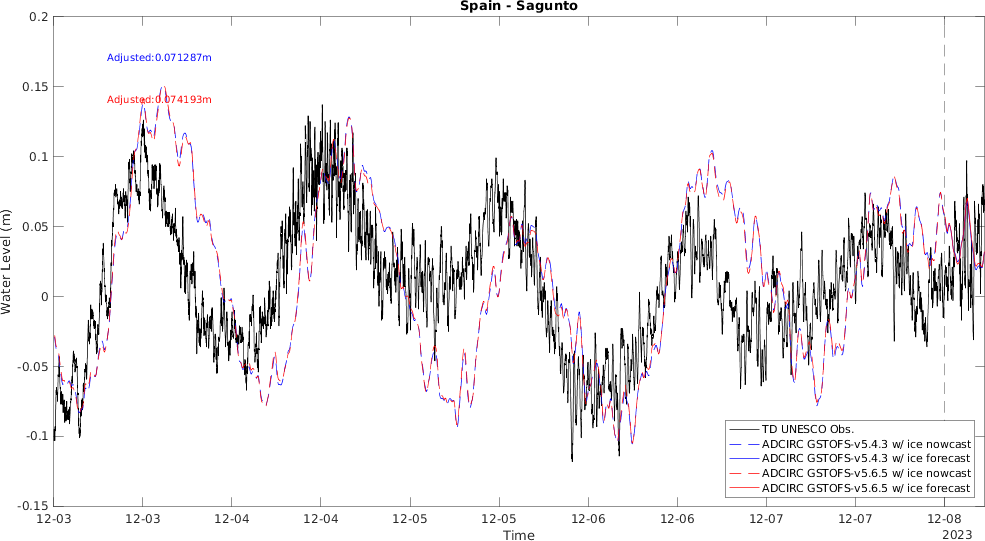 Spain - Sagunto
0.2
0.15
0.1
0.05
0
-0.05
-0.1
-0.15
Water Level (m)
Adjusted:0.071287m
Adjusted:0.074193m
TD UNESCO Obs.
ADCIRC GSTOFS-v5.4.3 w/ ice nowcast
ADCIRC GSTOFS-v5.4.3 w/ ice forecast
ADCIRC GSTOFS-v5.6.5 w/ ice nowcast
ADCIRC GSTOFS-v5.6.5 w/ ice forecast
12-03 12-03 12-04 12-04 12-05 12-05 12-06 12-06 12-07 12-07 12-08
2023
Time